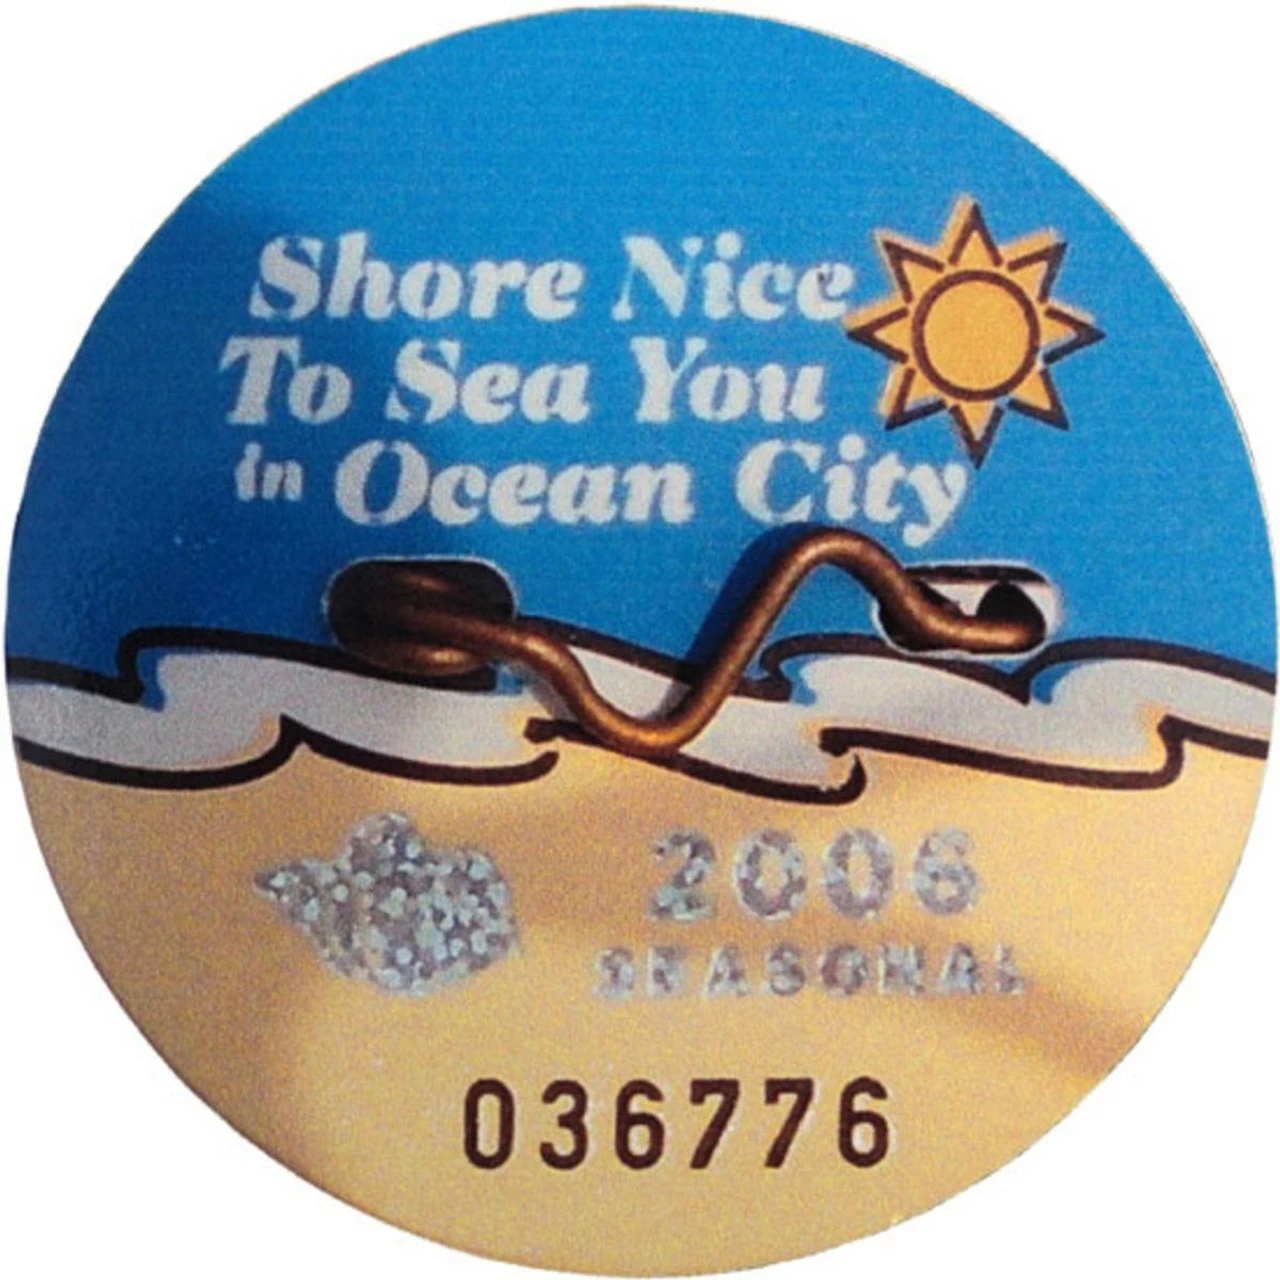 Shore Nice
To Sea You
in Ocean City
2006
SEASONAL
036776